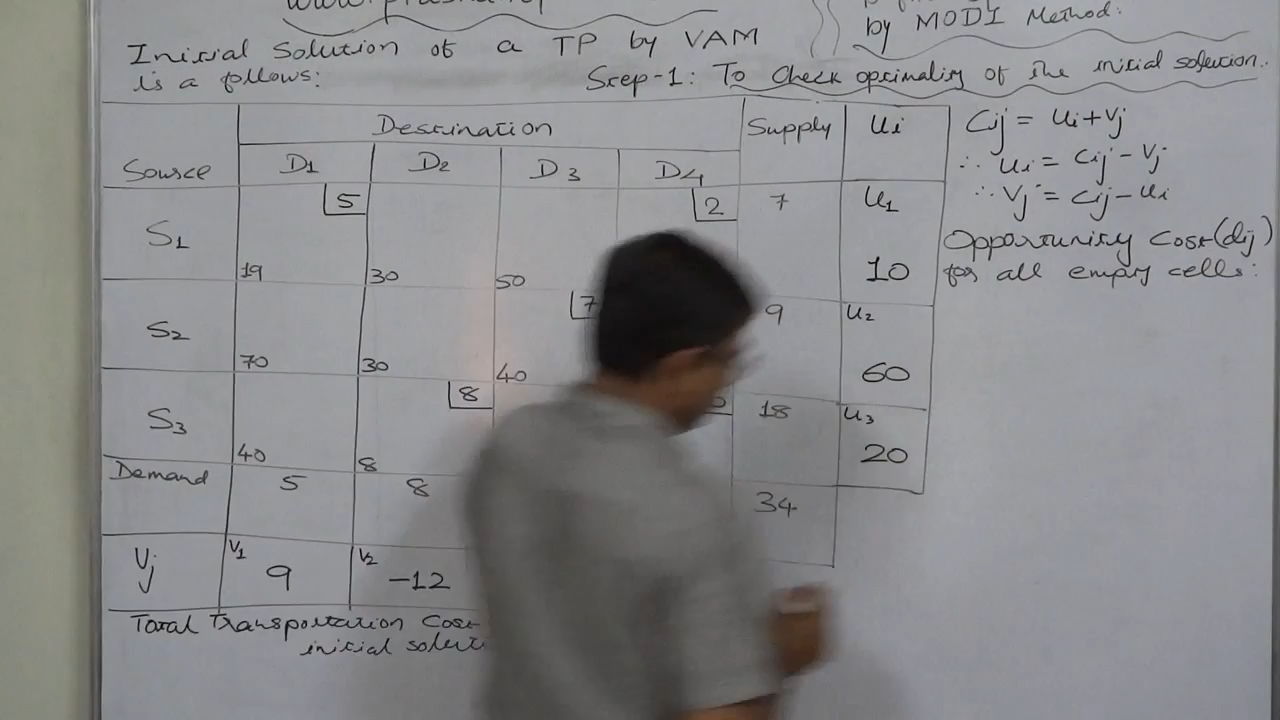 by MODI Method:
Initial Solution of a TP by VAM
is a follows:
Step-1: To Check optimality of the initial solution.
Source
Destination
Supply
ui
D1
D2
D3
D4
S1
5
2
7
u1
19
30
50
10
S2
7
9
u2
70
30
40
60
S3
8
18
u3
40
8
20
Demand
5
8
34
Vj
V1
9
V2
-12
Total Transportation Cost
initial
Cij = ui+vj
∴ ui = Cij - Vj
∴ Vj = Cij - ui
Opportunity Cost(dij)
for all empty cells: